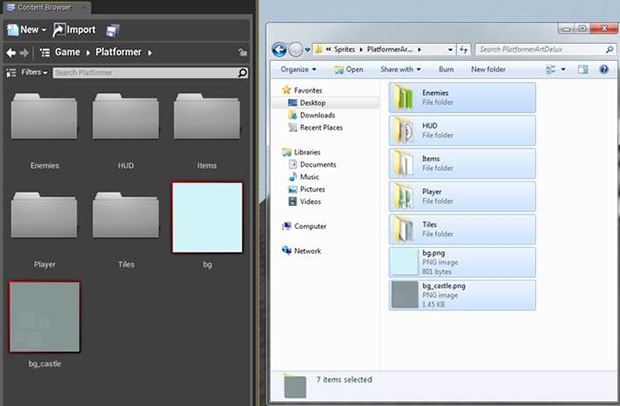 Content Browser
New Import
Game Platformer
Filters Search Platformer
Enemies HUD Items
Player Tiles bg
bg_castle
« Sprites PlatformerAr... Search PlatformerArtDelux
Organize Open Share with Burn New folder
Favorites
Desktop
Downloads
Recent Places
Libraries
Documents
Music
Pictures
Videos
Computer
Network
Enemies
File folder
HUD
File folder
Items
File folder
Player
File folder
Tiles
File folder
bg.png
PNG image
801 bytes
bg_castle.png
PNG image
1.45 KB
7 items selected